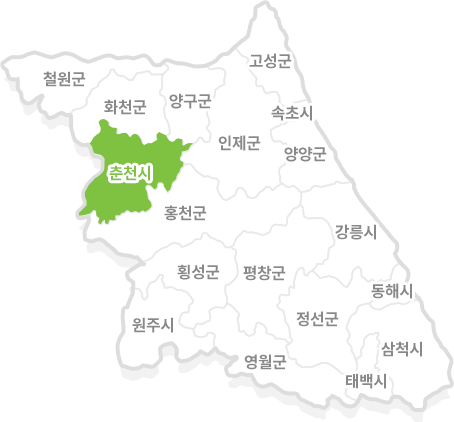 고성군
철원군
화천군
양구군
속초시
인제군
양양군
춘천시
홍천군
강릉시
횡성군
평창군
동해시
정선군
원주시
삼척시
영월군
태백시